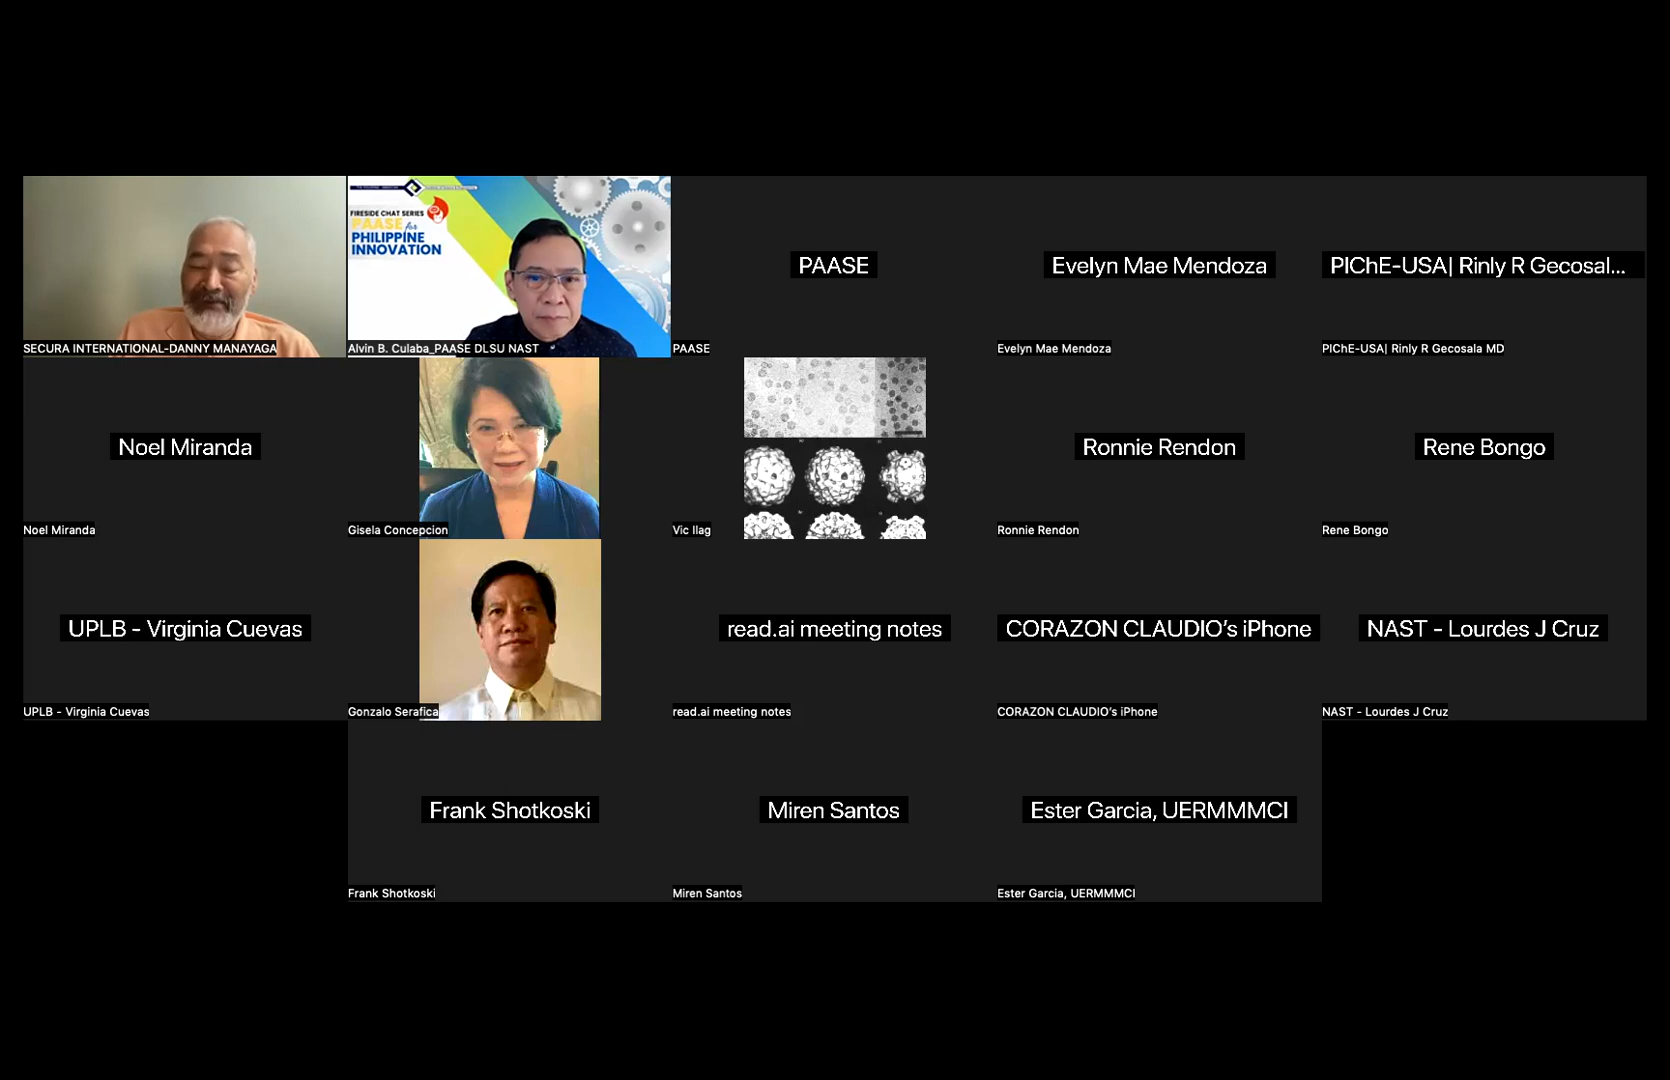 FIRESIDE CHAT SERIES
PAASE for
PHILIPPINE
INNOVATION
SECURA INTERNATIONAL-DANNY MANAYAGA
Alvin B. Culaba_PAASE DLSU NAST
PAASE
PAASE
Evelyn Mae Mendoza
Evelyn Mae Mendoza
PIChE-USA| Rinly R Gecosal...
PIChE-USA| Rinly R Gecosala MD
Noel Miranda
Noel Miranda
Gisela Concepcion
Vic Ilag
Ronnie Rendon
Ronnie Rendon
Rene Bongo
Rene Bongo
UPLB - Virginia Cuevas
UPLB - Virginia Cuevas
Gonzalo Serafica
read.ai meeting notes
read.ai meeting notes
CORAZON CLAUDIO’s iPhone
CORAZON CLAUDIO’s iPhone
NAST - Lourdes J Cruz
NAST - Lourdes J Cruz
Frank Shotkoski
Frank Shotkoski
Miren Santos
Miren Santos
Ester Garcia, UERMMMCI
Ester Garcia, UERMMMCI